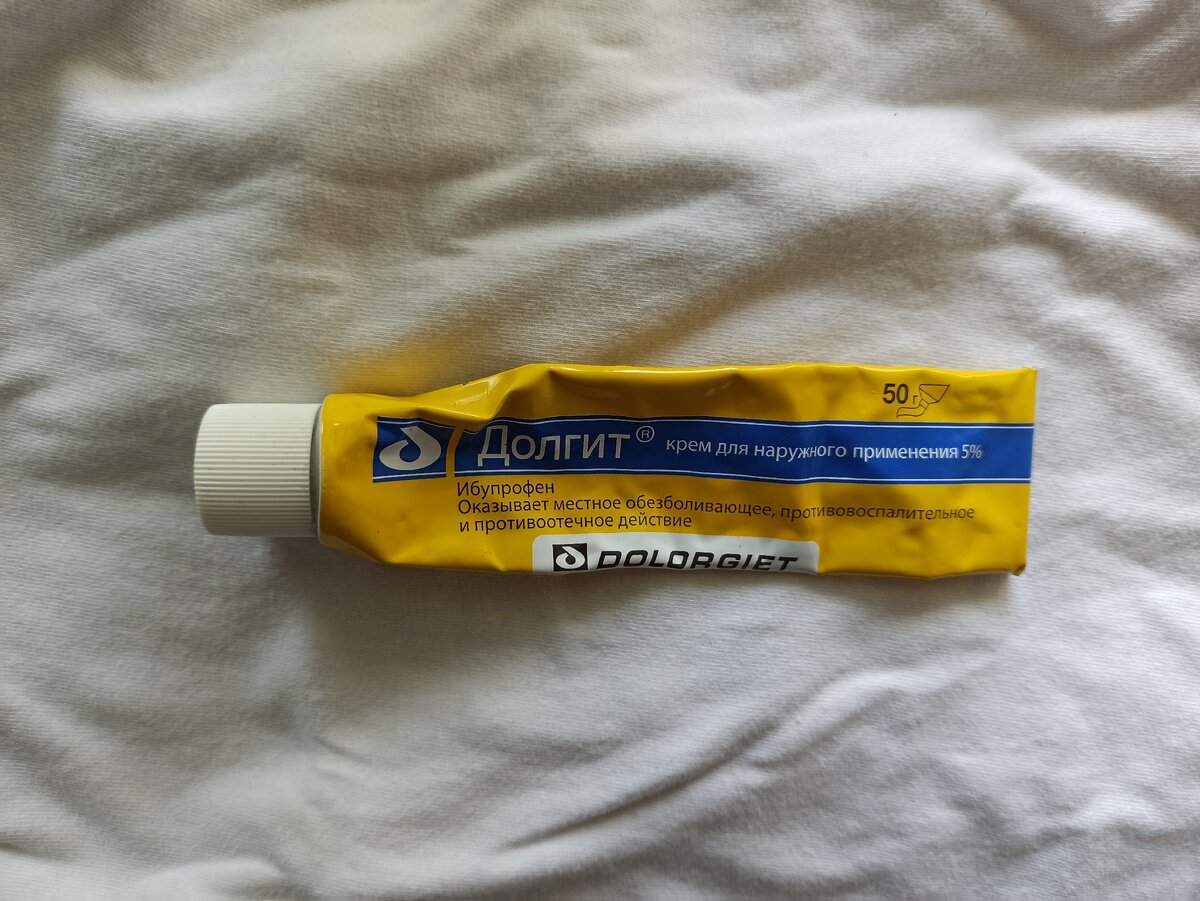 50 г
Долгит® крем для наружного применения 5%
Ибупрофен
Оказывает местное обезболивающее, противовоспалительное
и противоотечное действие
DOLORGIET